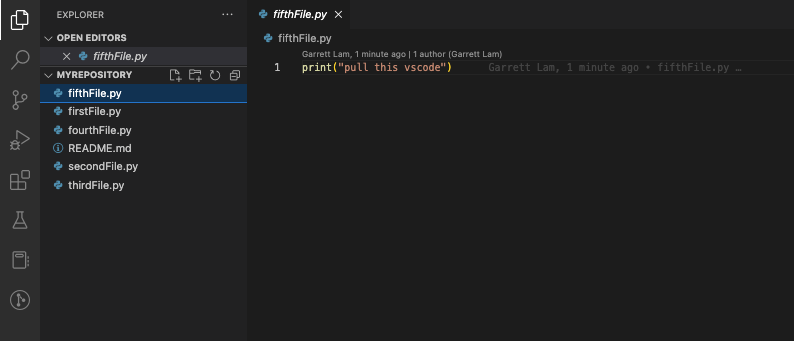 EXPLORER
OPEN EDITORS
fifthFile.py
MYREPOSITORY
fifthFile.py
firstFile.py
fourthFile.py
README.md
secondFile.py
thirdFile.py
fifthFile.py
fifthFile.py
Garrett Lam, 1 minute ago | 1 author (Garrett Lam)
1 print("pull this vscode") Garrett Lam, 1 minute ago • fifthFile.py …